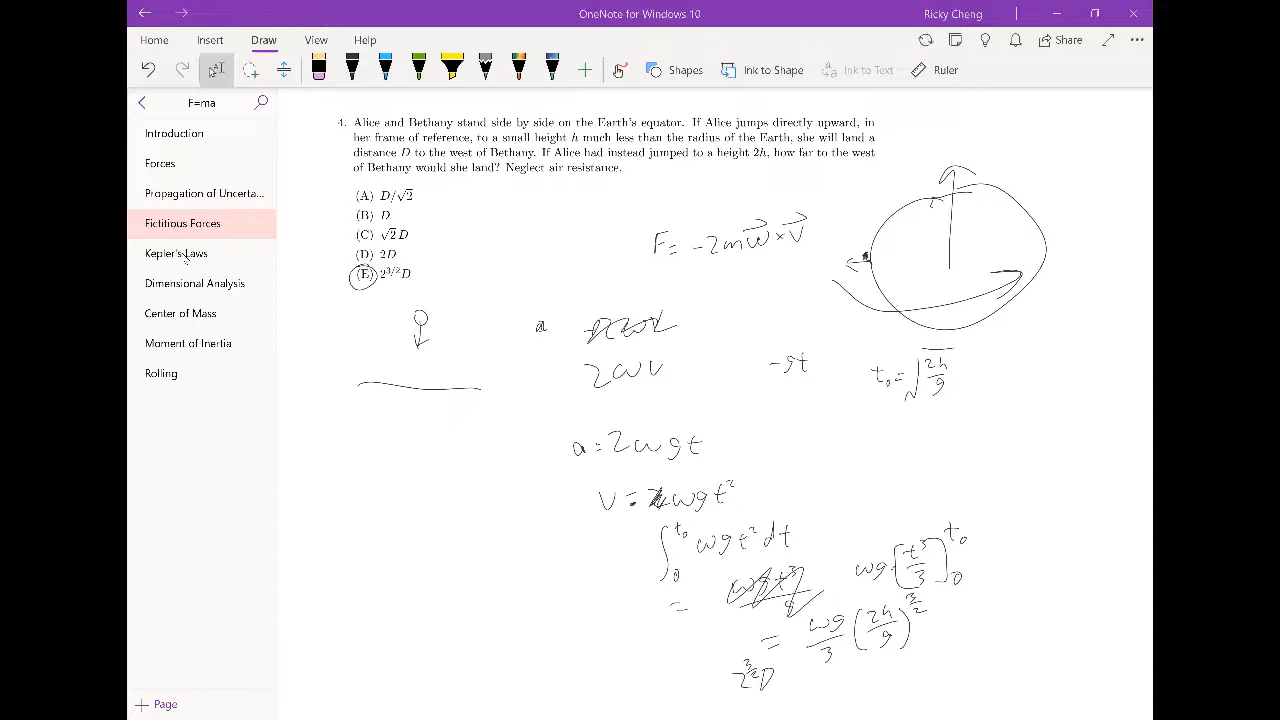 OneNote for Windows 10
Ricky Cheng
Home Insert Draw View Help
Share
Shapes
Ink to Shape
Ink to Text
Ruler
F=ma
Introduction
Forces
Propagation of Uncerta...
Fictitious Forces
Kepler's Laws
Dimensional Analysis
Center of Mass
Moment of Inertia
Rolling
Page
4. Alice and Bethany stand side by side on the Earth's equator. If Alice jumps directly upward, in
her frame of reference, to a small height h much less than the radius of the Earth, she will land a
distance D to the west of Bethany. If Alice had instead jumped to a height 2h, how far to the west
of Bethany would she land? Neglect air resistance.
(A) D/√2
(B) D
(C) √2D
(D) 2D
(E) 2^{3/2}D
F = -2m\vec{ω} × \vec{v}
2ωv
-gt
t₀ = √(2h/g)
a = 2ωgt
v = ωgt²
∫₀^{t₀} ωgt² dt
ωg [t³/3]₀^{t₀}
=
= ωg/3 (2h/g)^{3/2}
2^{3/2}D